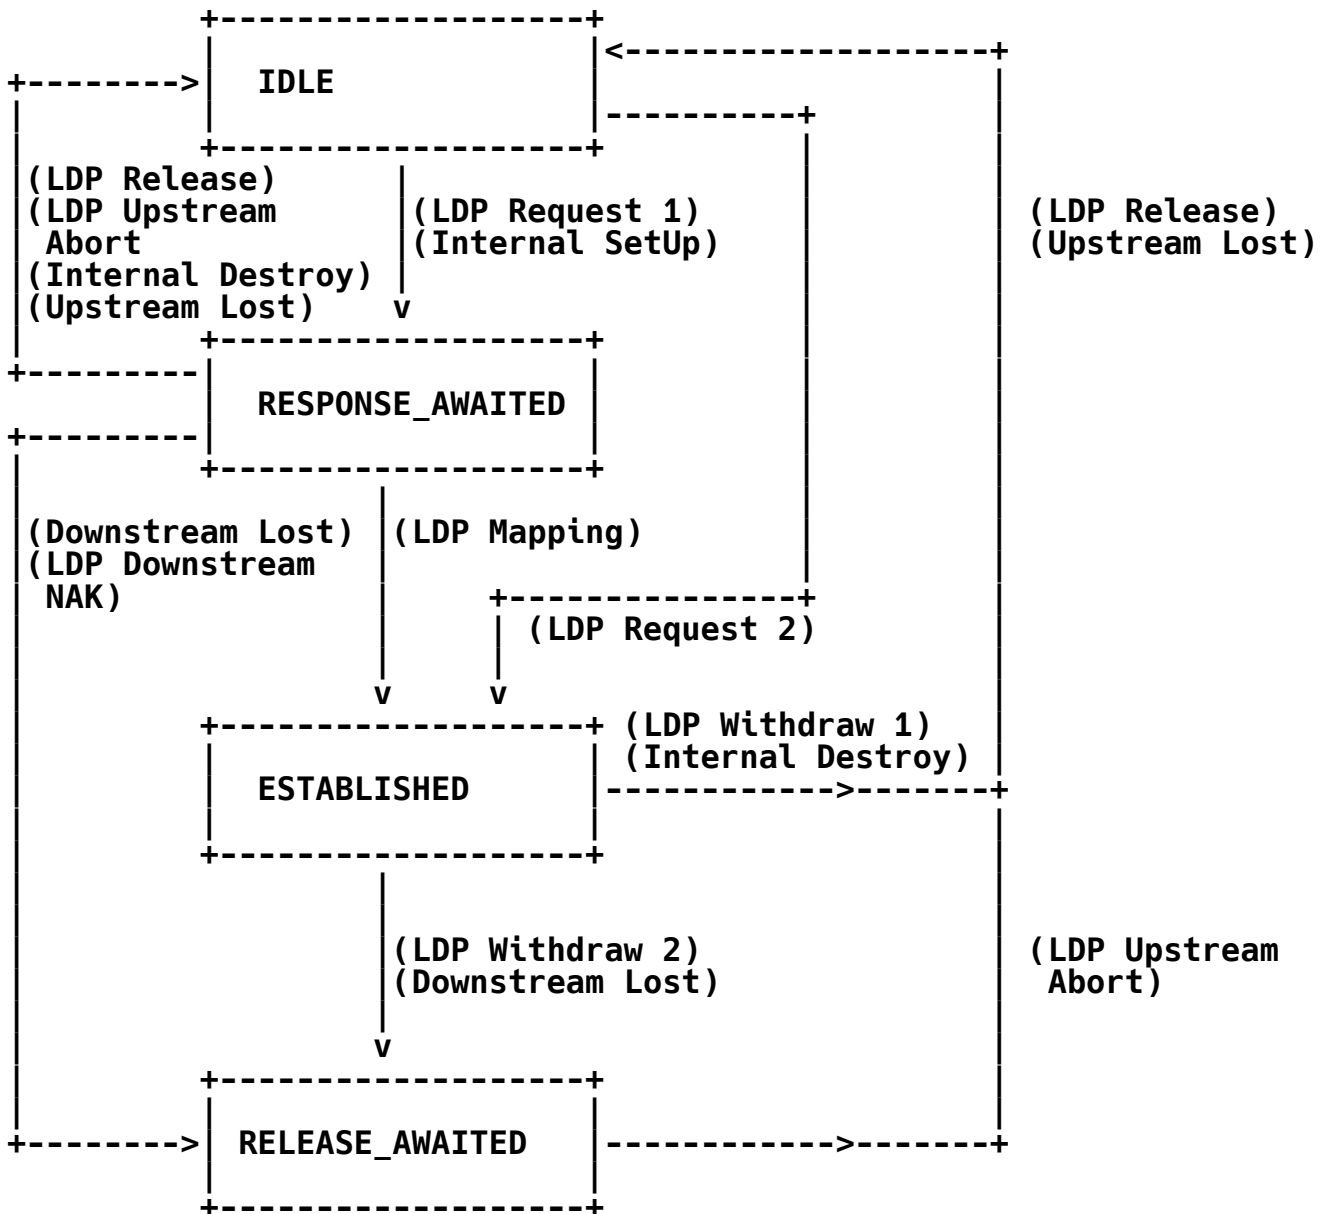 IDLE
(LDP Release)
(LDP Upstream
Abort
(Internal Destroy)
(Upstream Lost)
(LDP Request 1)
(Internal SetUp)
(LDP Release)
(Upstream Lost)
RESPONSE_AWAITED
(Downstream Lost)
(LDP Downstream
NAK)
(LDP Mapping)
(LDP Request 2)
(LDP Withdraw 1)
(Internal Destroy)
ESTABLISHED
(LDP Withdraw 2)
(Downstream Lost)
(LDP Upstream
Abort)
RELEASE_AWAITED